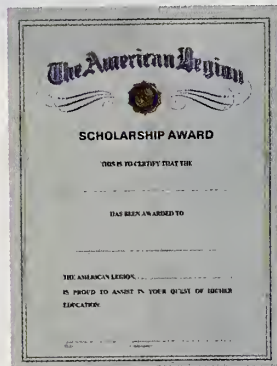 The American Legion
SCHOLARSHIP AWARD
THIS IS TO CERTIFY THAT THE
HAS BEEN AWARDED TO
THE AMERICAN LEGION,
IS PROUD TO ASSIST IN YOUR QUEST OF HIGHER
EDUCATION.